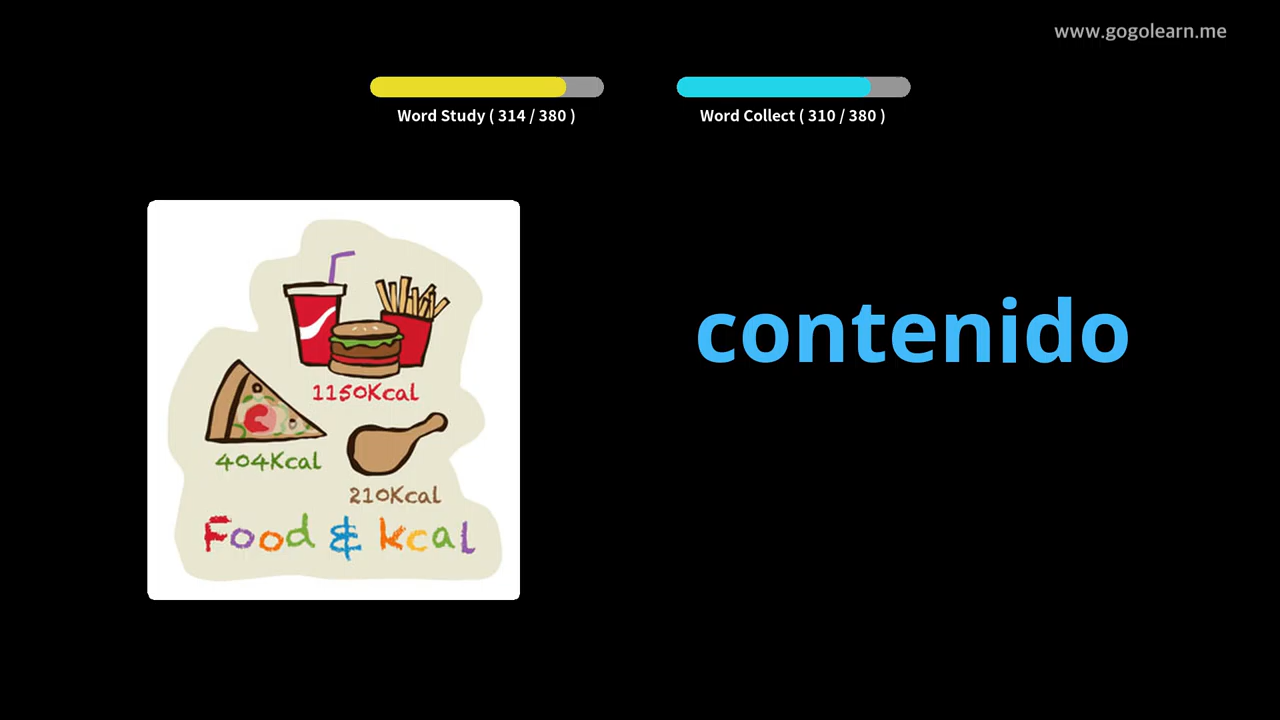 www.gogolearn.me
Word Study ( 314 / 380 )
Word Collect ( 310 / 380 )
contenido
1150Kcal
404Kcal
210Kcal
Food & kcal